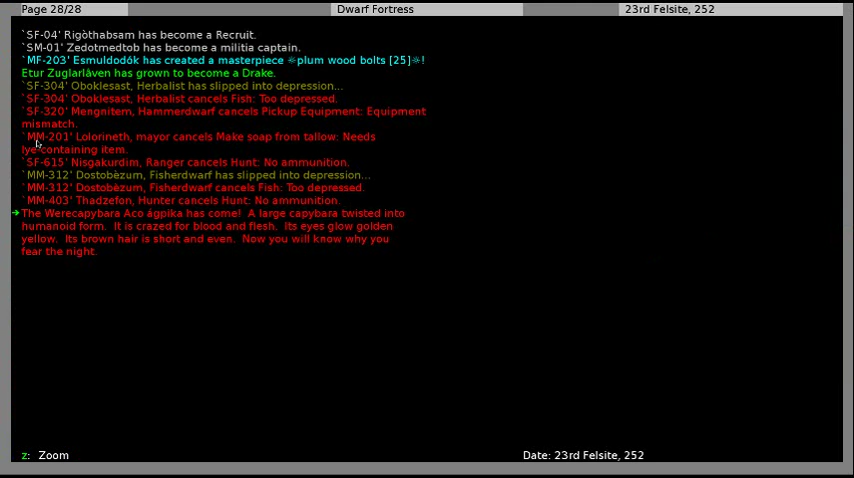 Page 28/28 Dwarf Fortress 23rd Felsite, 252
`SF-04' Rigòthabsam has become a Recruit.
`SM-01' Zedotmedtob has become a militia captain.
`MF-203' Esmuldodók has created a masterpiece ☼plum wood bolts [25]☼!
Etur Zuglarlåven has grown to become a Drake.
`SF-304' Oboklesast, Herbalist has slipped into depression...
`SF-304' Oboklesast, Herbalist cancels Fish: Too depressed.
`SF-320' Mengnitem, Hammerdwarf cancels Pickup Equipment: Equipment
mismatch.
`MM-201' Lolorineth, mayor cancels Make soap from tallow: Needs
lye-containing item.
`SF-615' Nisgakurdim, Ranger cancels Hunt: No ammunition.
`MM-312' Dostobèzum, Fisherdwarf has slipped into depression...
`MM-312' Dostobèzum, Fisherdwarf cancels Fish: Too depressed.
`MM-403' Thadzefon, Hunter cancels Hunt: No ammunition.
The Werecapybara Aco ágpika has come! A large capybara twisted into
humanoid form. It is crazed for blood and flesh. Its eyes glow golden
yellow. Its brown hair is short and even. Now you will know why you
fear the night.
z: Zoom Date: 23rd Felsite, 252